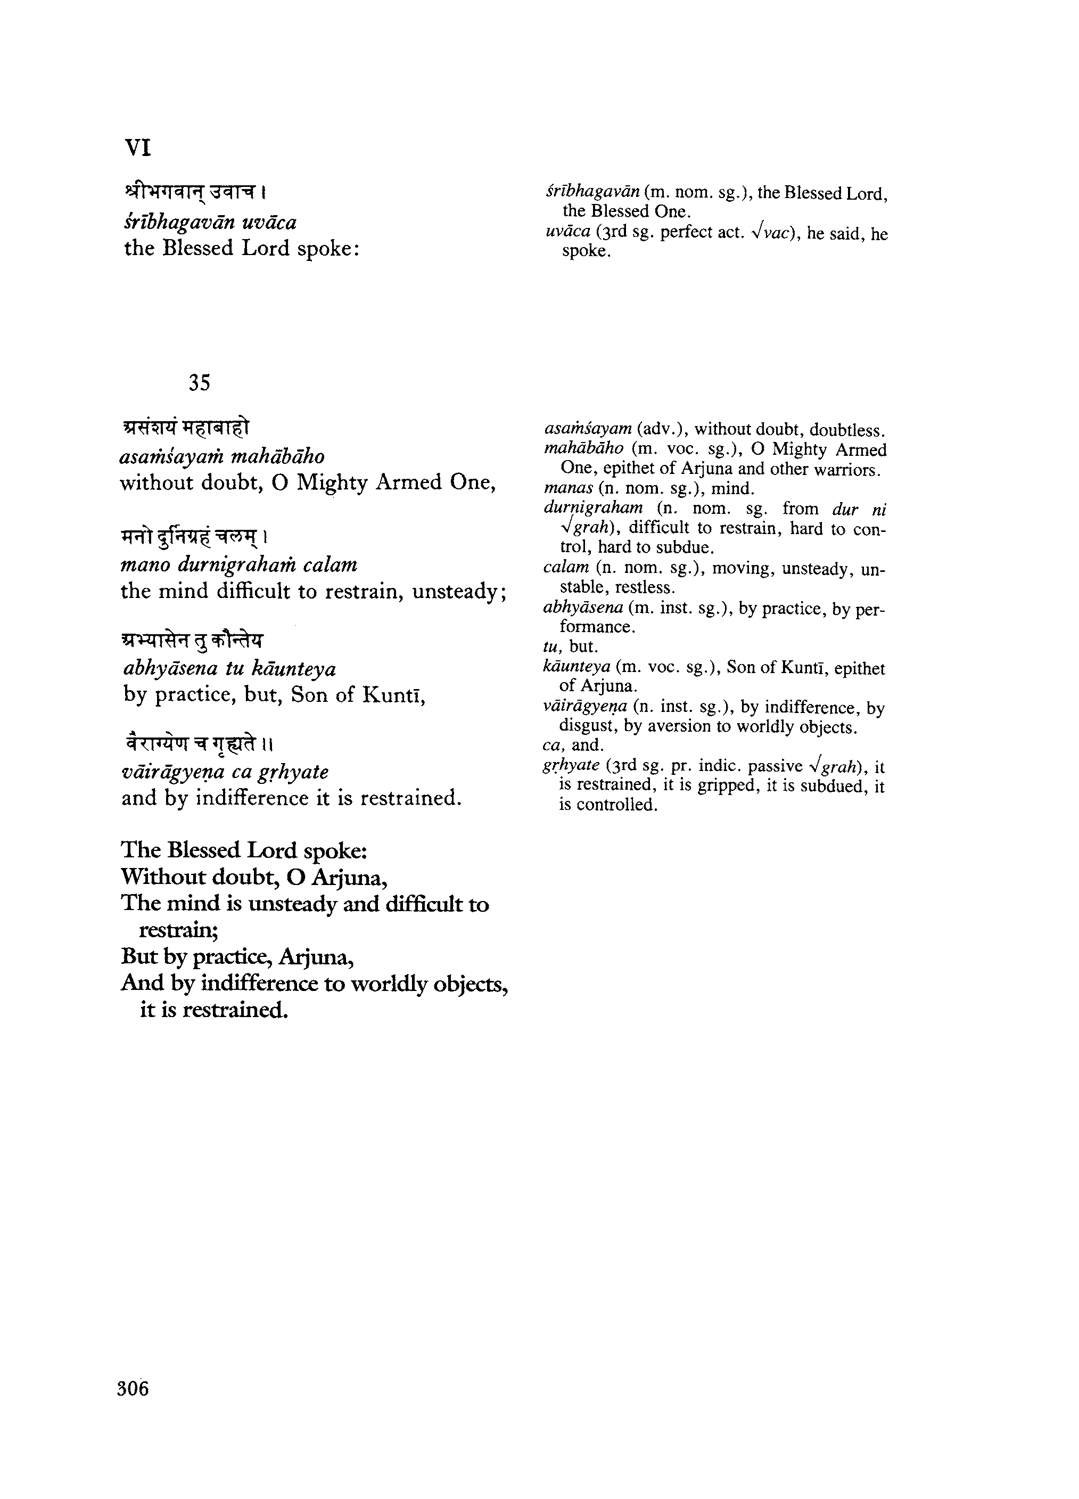 VI
श्रीभगवान् उवाच ।
śrībhagavān uvāca
the Blessed Lord spoke:
35
असंशयं महाबाहो
asaṁśayaṁ mahābāho
without doubt, O Mighty Armed One,
मनो दुर्निग्रहं चलम् ।
mano durnigrahaṁ calam
the mind difficult to restrain, unsteady;
अभ्यासेन तु कौन्तेय
abhyāsena tu kāunteya
by practice, but, Son of Kuntī,
वैराग्येण च गृह्यते ॥
vāirāgyeṇa ca gṛhyate
and by indifference it is restrained.
The Blessed Lord spoke:
Without doubt, O Arjuna,
The mind is unsteady and difficult to
restrain;
But by practice, Arjuna,
And by indifference to worldly objects,
it is restrained.
śrībhagavān (m. nom. sg.), the Blessed Lord,
the Blessed One.
uvāca (3rd sg. perfect act. √vac), he said, he
spoke.
asaṁśayam (adv.), without doubt, doubtless.
mahābāho (m. voc. sg.), O Mighty Armed
One, epithet of Arjuna and other warriors.
manas (n. nom. sg.), mind.
durṇigraham (n. nom. sg. from dur ni
√grah), difficult to restrain, hard to con-
trol, hard to subdue.
calam (n. nom. sg.), moving, unsteady, un-
stable, restless.
abhyāsena (m. inst. sg.), by practice, by per-
formance.
tu, but.
kāunteya (m. voc. sg.), Son of Kuntī, epithet
of Arjuna.
vāirāgyeṇa (n. inst. sg.), by indifference, by
disgust, by aversion to worldly objects.
ca, and.
gṛhyate (3rd sg. pr. indic. passive √grah), it
is restrained, it is gripped, it is subdued, it
is controlled.
306